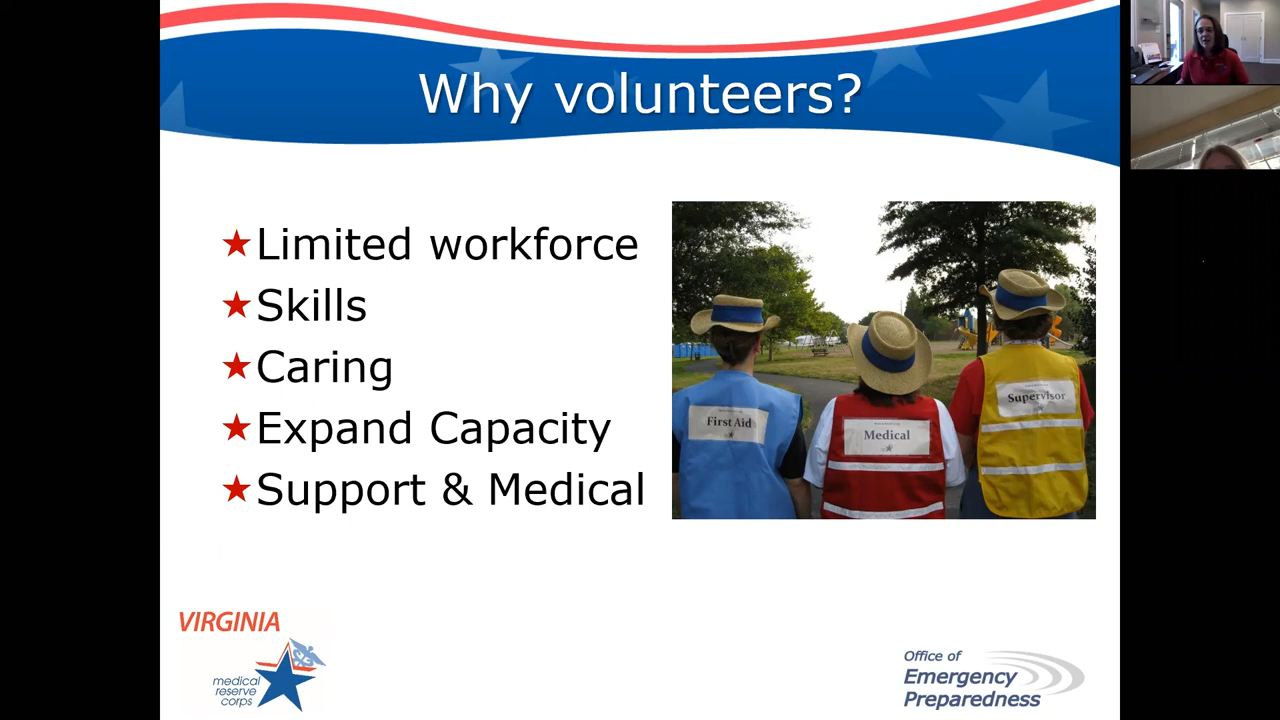 Why volunteers?
Limited workforce
Skills
Caring
Expand Capacity
Support & Medical
First Aid
Medical
Supervisor
VIRGINIA
medical
reserve
corps
Office of
Emergency
Preparedness